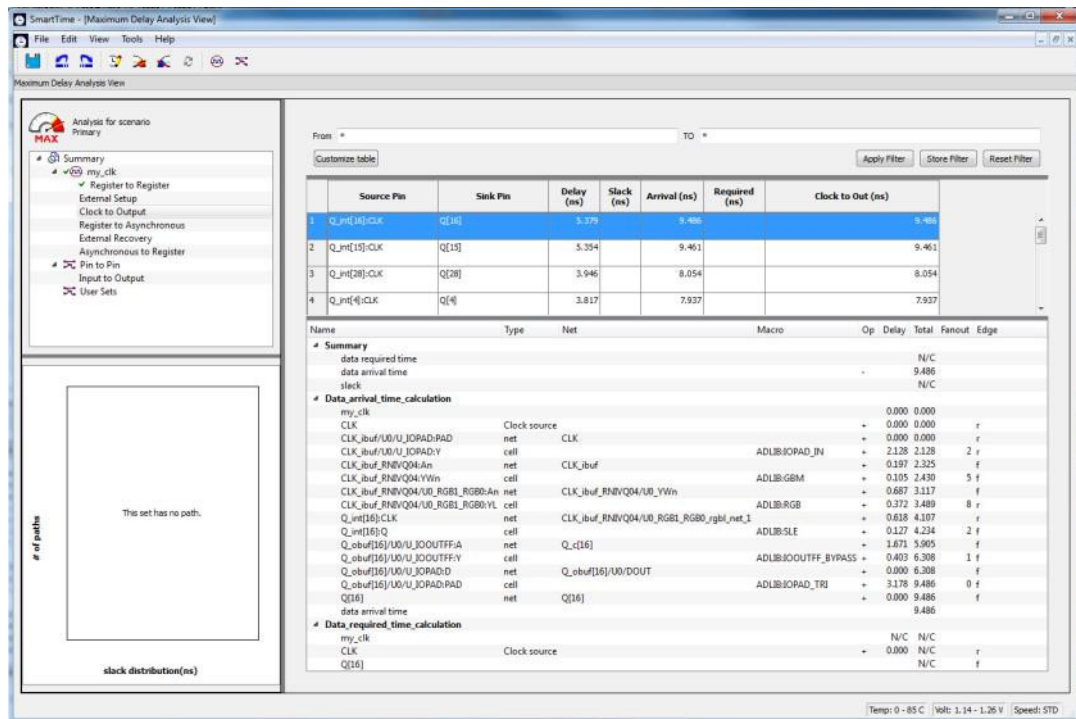 SmartTime - [Maximum Delay Analysis View]
File Edit View Tools Help
Maximum Delay Analysis View
MAX
Analysis for scenario
Primary
Summary
my_clk
Register to Register
External Setup
Clock to Output
Register to Asynchronous
External Recovery
Asynchronous to Register
Pin to Pin
Input to Output
User Sets
# of paths
This set has no path.
slack distribution(ns)
From * TO *
Customize table Apply Filter Store Filter Reset Filter
Source Pin Sink Pin Delay (ns) Slack (ns) Arrival (ns) Required (ns) Clock to Out (ns)
1 Q_int[16]:CLK Q[16] 5.379 9.486 9.486
2 Q_int[15]:CLK Q[15] 5.354 9.461 9.461
3 Q_int[28]:CLK Q[28] 3.946 8.054 8.054
4 Q_int[4]:CLK Q[4] 3.817 7.937 7.937
Name Type Net Macro Op Delay Total Fanout Edge
Summary
data required time N/C
data arrival time - 9.486
slack N/C
Data_arrival_time_calculation
my_clk 0.000 0.000
CLK Clock source + 0.000 0.000 r
CLK_ibuf/U0/U_IOPAD:PAD net CLK + 0.000 0.000 r
CLK_ibuf/U0/U_IOPAD:Y cell ADLIB:IOPAD_IN + 2.128 2.128 2 r
CLK_ibuf_RNIVQ04:An net CLK_ibuf + 0.197 2.325 f
CLK_ibuf_RNIVQ04:YWn cell ADLIB:GBM + 0.105 2.430 5 f
CLK_ibuf_RNIVQ04/U0_RGB1_RGB0:An net CLK_ibuf_RNIVQ04/U0_YWn + 0.687 3.117 f
CLK_ibuf_RNIVQ04/U0_RGB1_RGB0:YL cell ADLIB:RGB + 0.372 3.489 8 r
Q_int[16]:CLK net CLK_ibuf_RNIVQ04/U0_RGB1_RGB0_rgbl_net_1 + 0.618 4.107 r
Q_int[16]:Q cell ADLIB:SLE + 0.127 4.234 2 f
Q_obuf[16]/U0/U_IOOUTFF:A net Q_c[16] + 1.671 5.905 f
Q_obuf[16]/U0/U_IOOUTFF:Y cell ADLIB:IOOUTFF_BYPASS + 0.403 6.308 1 f
Q_obuf[16]/U0/U_IOPAD:D net Q_obuf[16]/U0/DOUT + 0.000 6.308 f
Q_obuf[16]/U0/U_IOPAD:PAD cell ADLIB:IOPAD_TRI + 3.178 9.486 0 f
Q[16] net Q[16] + 0.000 9.486 f
data arrival time 9.486
Data_required_time_calculation
my_clk N/C N/C
CLK Clock source + 0.000 N/C r
Q[16] N/C f
Temp: 0 - 85 C Volt: 1.14 - 1.26 V Speed: STD